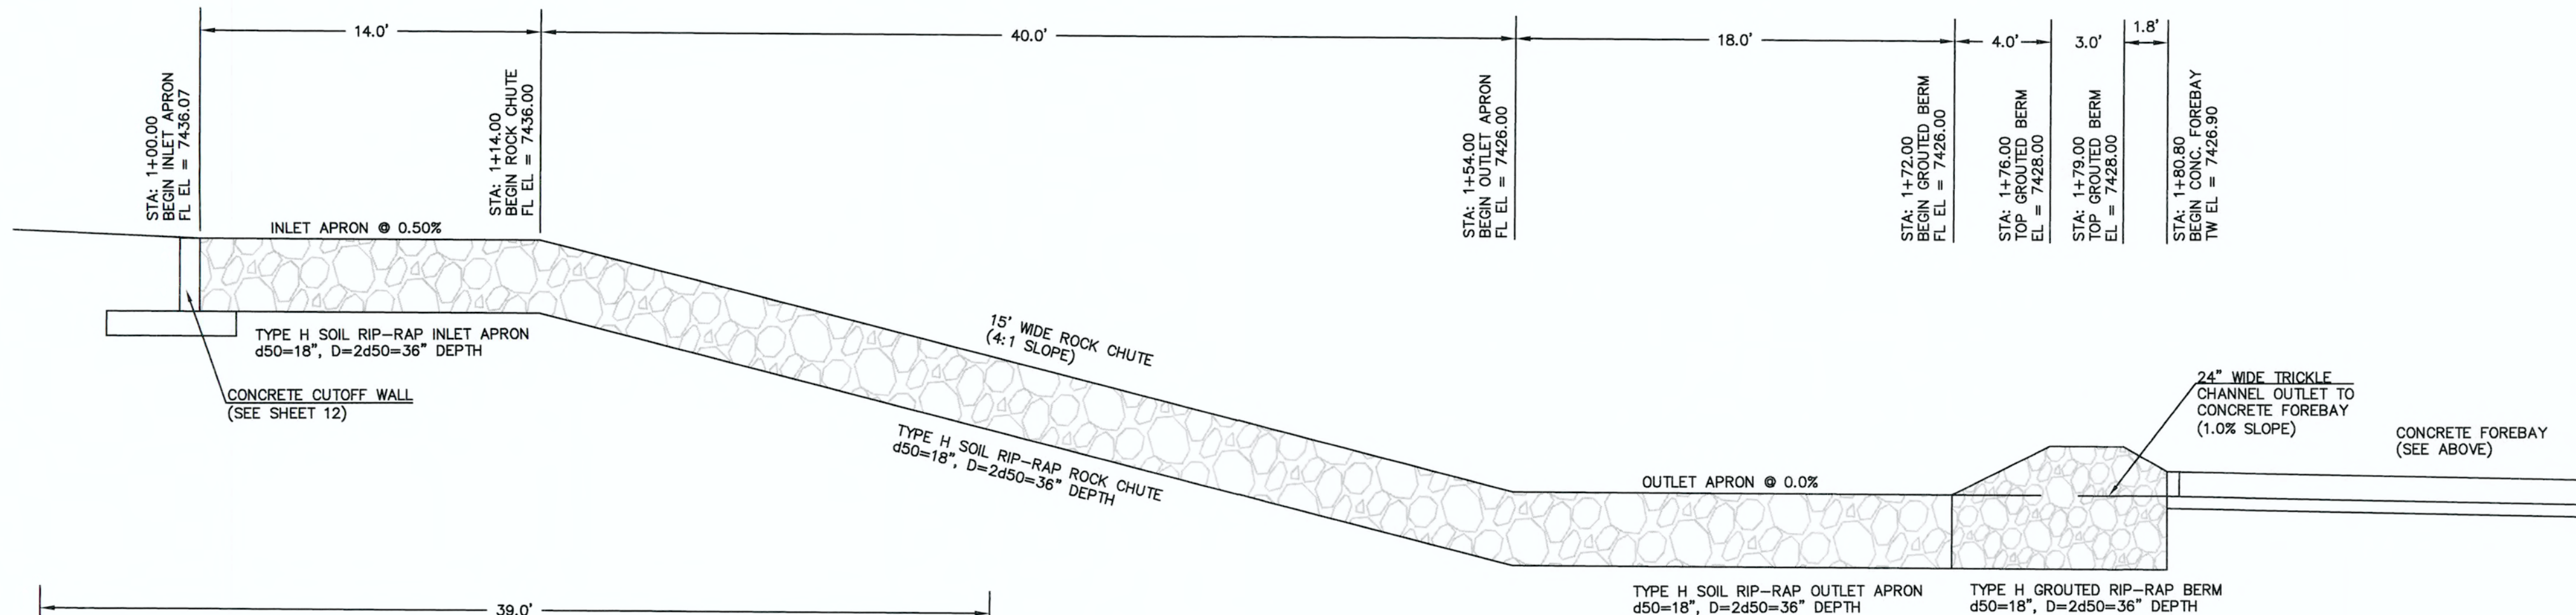 14.0'
40.0'
18.0'
4.0'
3.0'
1.8'
STA: 1+00.00
BEGIN INLET APRON
FL EL = 7436.07
STA: 1+14.00
BEGIN ROCK CHUTE
FL EL = 7436.00
STA: 1+54.00
BEGIN OUTLET APRON
FL EL = 7426.00
STA: 1+72.00
BEGIN GROUTED BERM
FL EL = 7426.00
STA: 1+76.00
TOP GROUTED BERM
EL = 7428.00
STA: 1+79.00
TOP GROUTED BERM
EL = 7428.00
STA: 1+80.80
BEGIN CONC. FOREBAY
TW EL = 7426.90
INLET APRON @ 0.50%
TYPE H SOIL RIP-RAP INLET APRON
d50=18", D=2d50=36" DEPTH
CONCRETE CUTOFF WALL
(SEE SHEET 12)
15' WIDE ROCK CHUTE
(4:1 SLOPE)
TYPE H SOIL RIP-RAP ROCK CHUTE
d50=18", D=2d50=36" DEPTH
24" WIDE TRICKLE
CHANNEL OUTLET TO
CONCRETE FOREBAY
(1.0% SLOPE)
CONCRETE FOREBAY
(SEE ABOVE)
OUTLET APRON @ 0.0%
TYPE H SOIL RIP-RAP OUTLET APRON
d50=18", D=2d50=36" DEPTH
TYPE H GROUTED RIP-RAP BERM
d50=18", D=2d50=36" DEPTH
39.0'